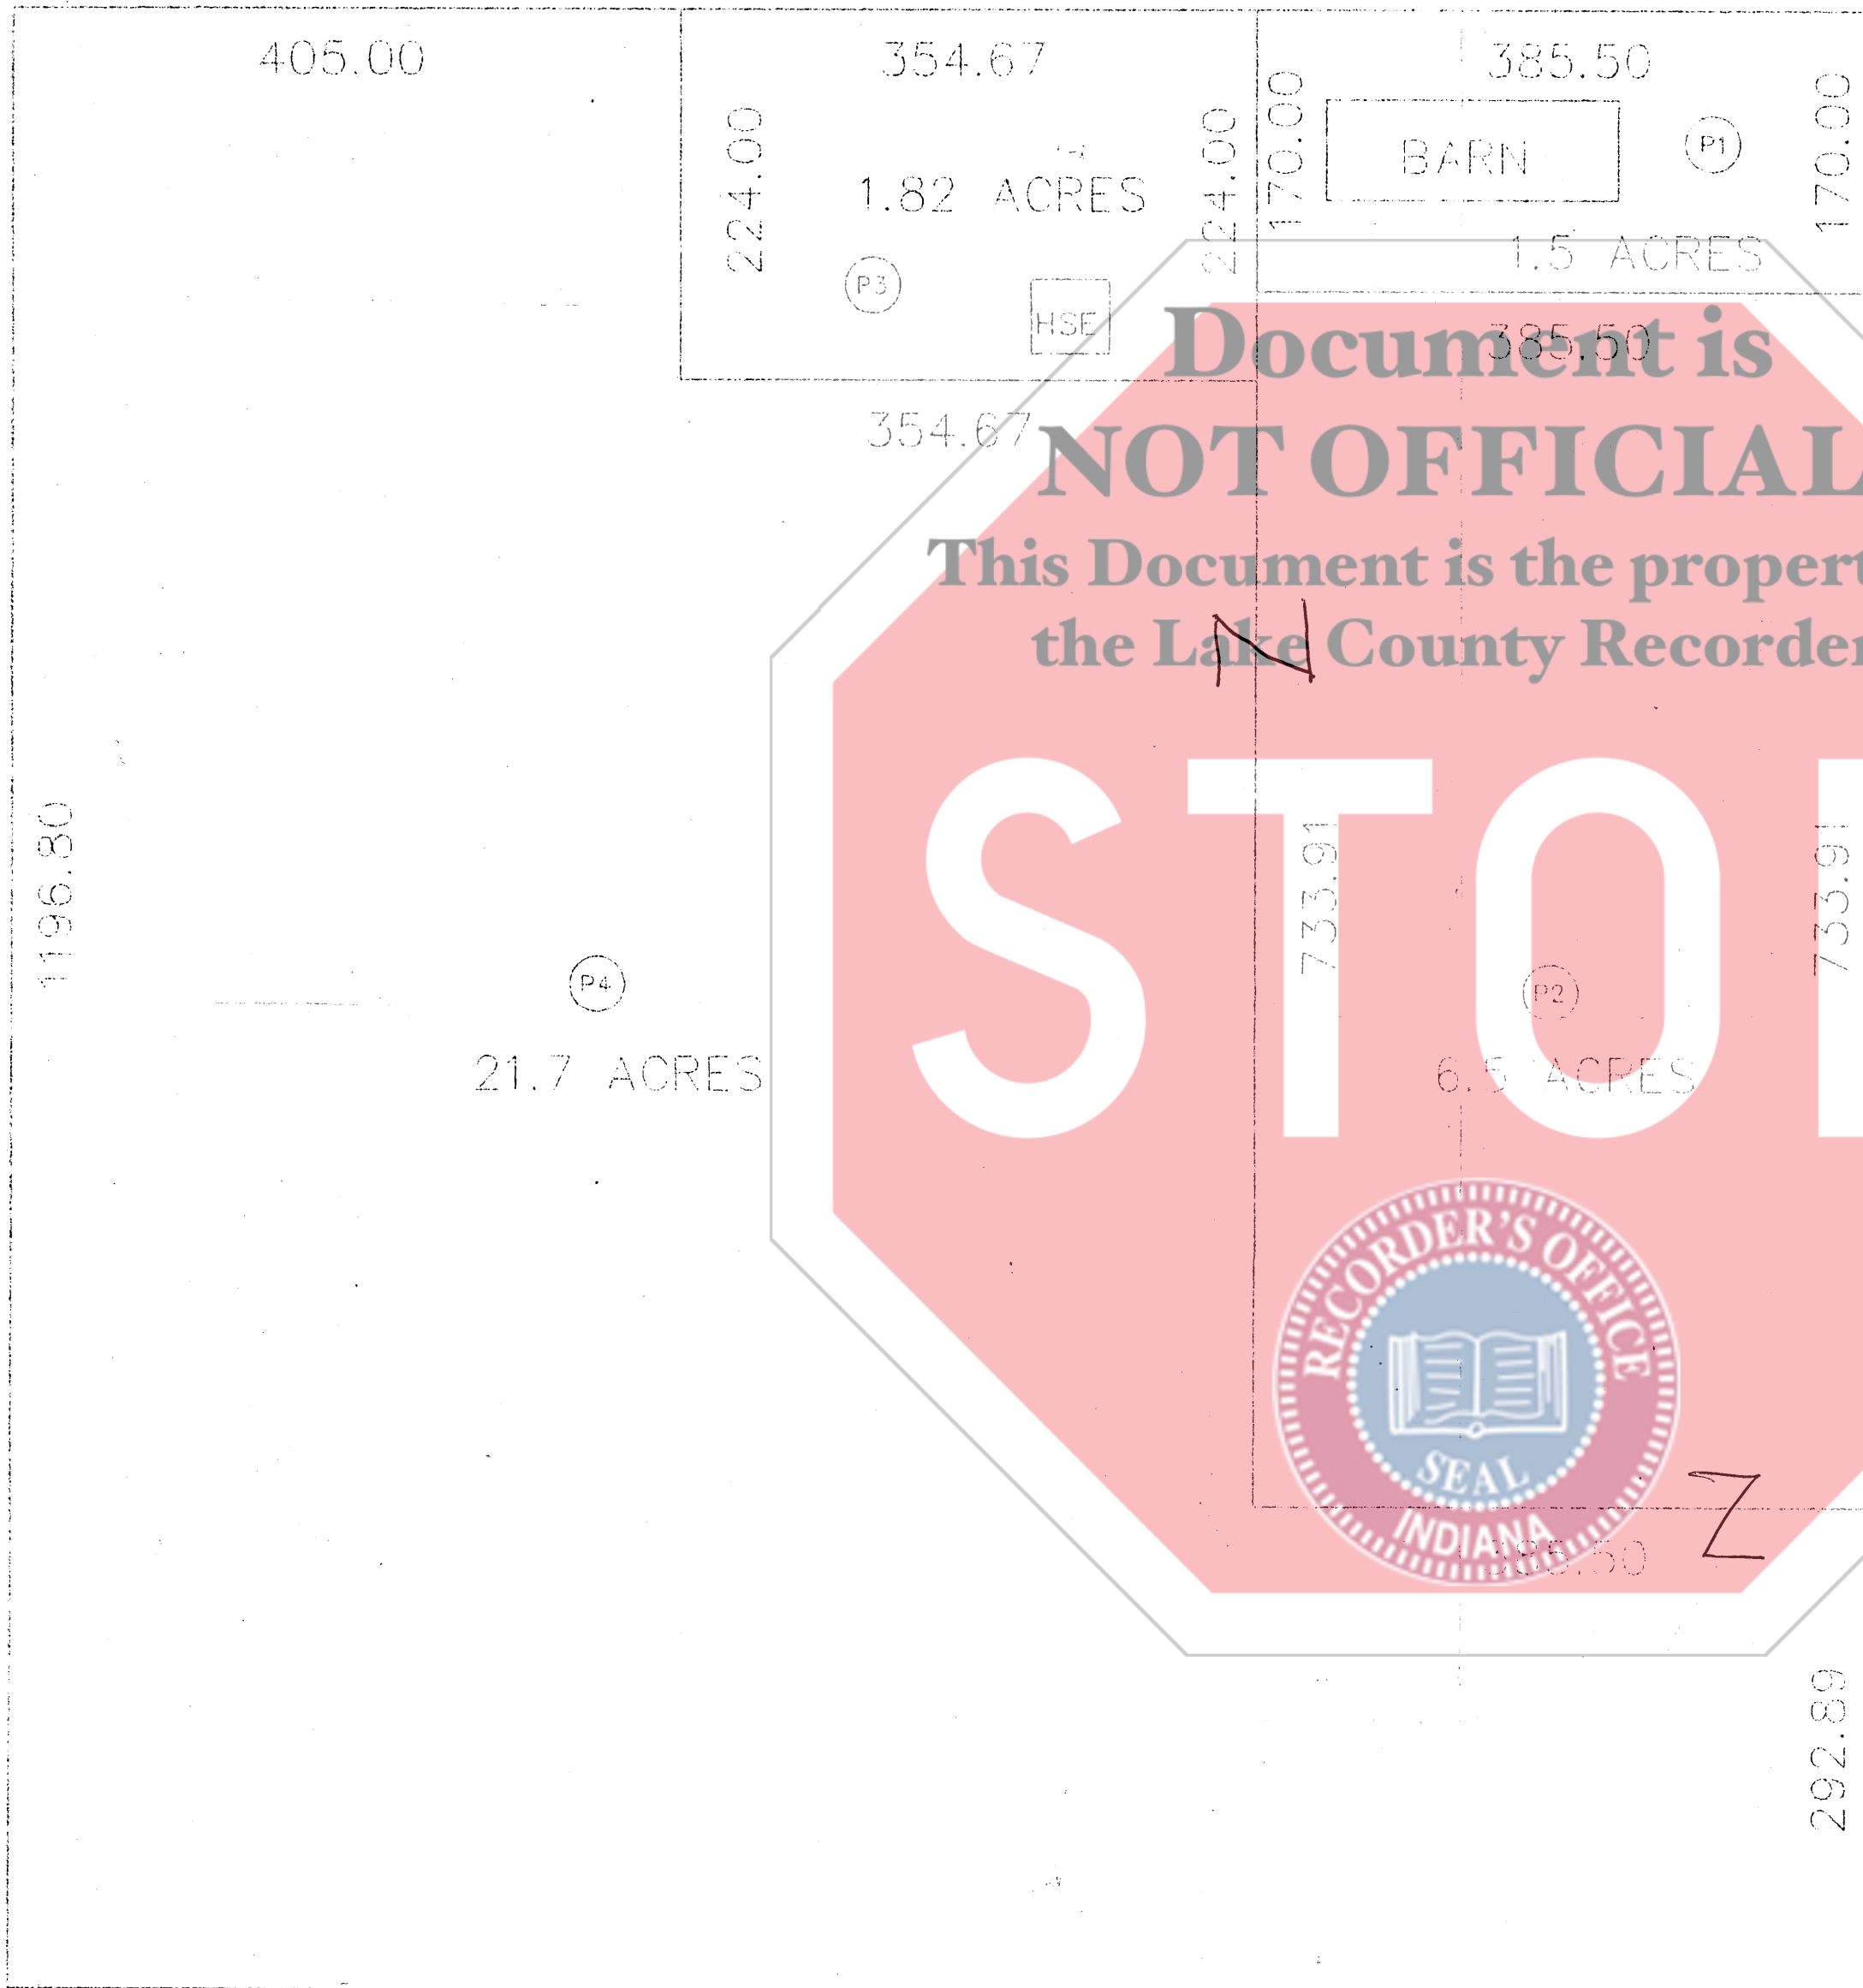 405.00
354.67
385.50
224.00
224.00
170.00
170.00
BARN
P1
1.82 ACRES
1.5 ACRES
P3
HSE
385.50
354.67
Document is
NOT OFFICIAL
This Document is the propert
the Lake County Recorder
N
STOP
1196.80
733.91
733.91
P4
P2
21.7 ACRES
6.5 ACRES
RECORDER'S OFFICE
SEAL
INDIANA
385.50
Z
292.89